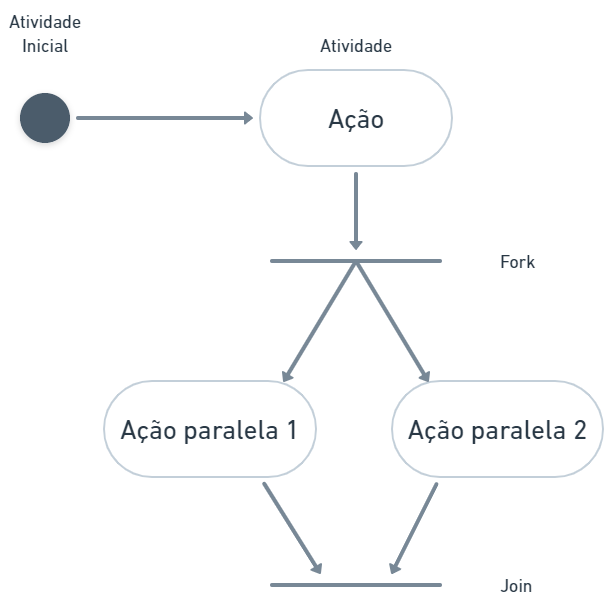 Atividade
Inicial
Atividade
Ação
Fork
Ação paralela 1
Ação paralela 2
Join